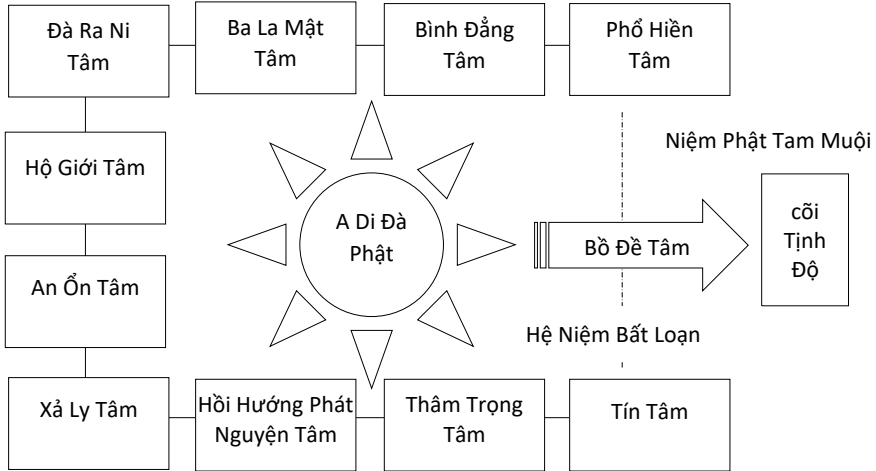 Đà Ra Ni
Tâm
Ba La Mật
Tâm
Bình Đẳng
Tâm
Phổ Hiền
Tâm
Niệm Phật Tam Muội
Hộ Giới Tâm
A Di Đà
Phật
Bồ Đề Tâm
cõi
Tịnh
Độ
An Ổn Tâm
Hệ Niệm Bất Loạn
Xả Ly Tâm
Hồi Hướng Phát
Nguyện Tâm
Thâm Trọng
Tâm
Tín Tâm